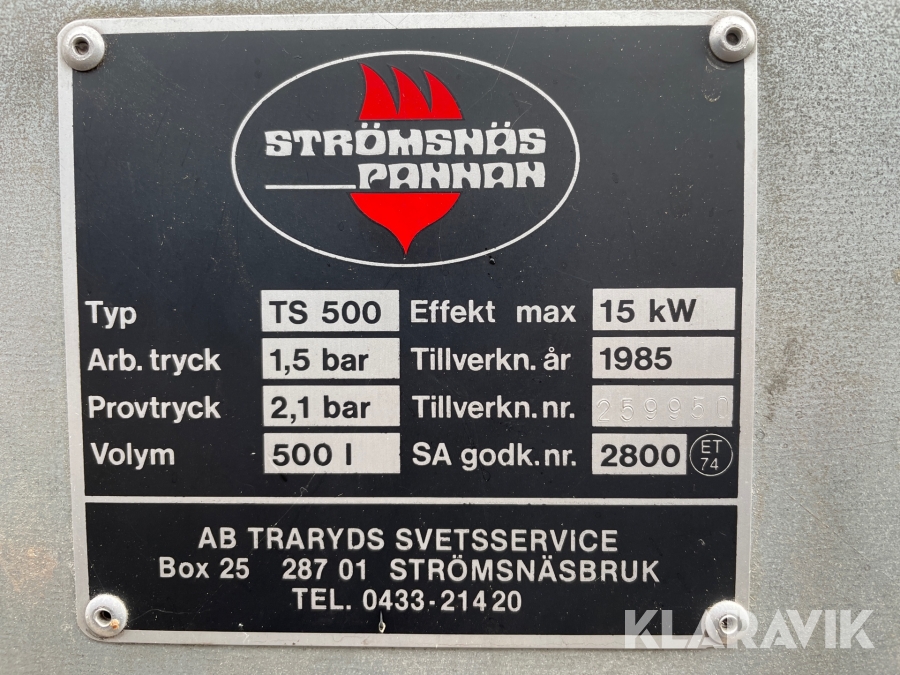 STRÖMSNÄS
PANNAN
Typ TS 500 Effekt max 15 kW
Arb. tryck 1,5 bar Tillverkn. år 1985
Provtryck 2,1 bar Tillverkn.nr. 259950
Volym 500 l SA godk.nr. 2800 ET 74
AB TRARYDS SVETSSERVICE
Box 25 287 01 STRÖMSNÄSBRUK
TEL. 0433-214 20
KLARAVIK